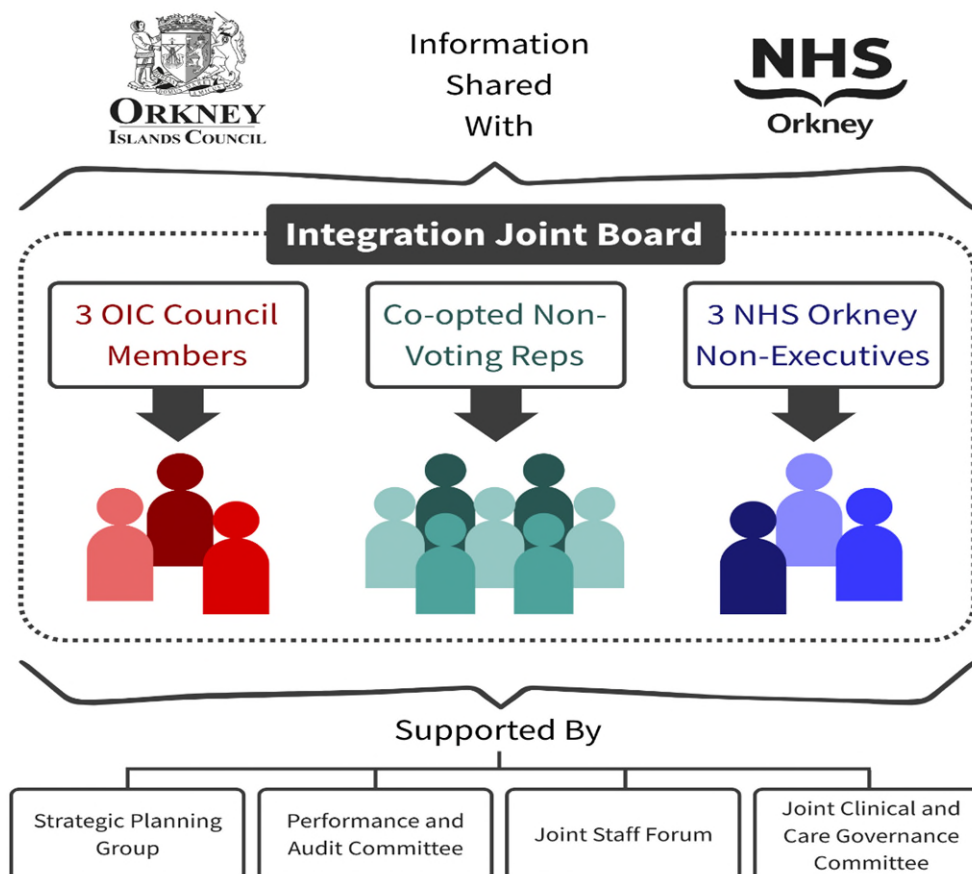 Information
Shared
With
ORKNEY
ISLANDS COUNCIL
NHS
Orkney
Integration Joint Board
3 OIC Council
Members
Co-opted Non-
Voting Reps
3 NHS Orkney
Non-Executives
Supported By
Strategic Planning
Group
Performance and
Audit Committee
Joint Staff Forum
Joint Clinical and
Care Governance
Committee